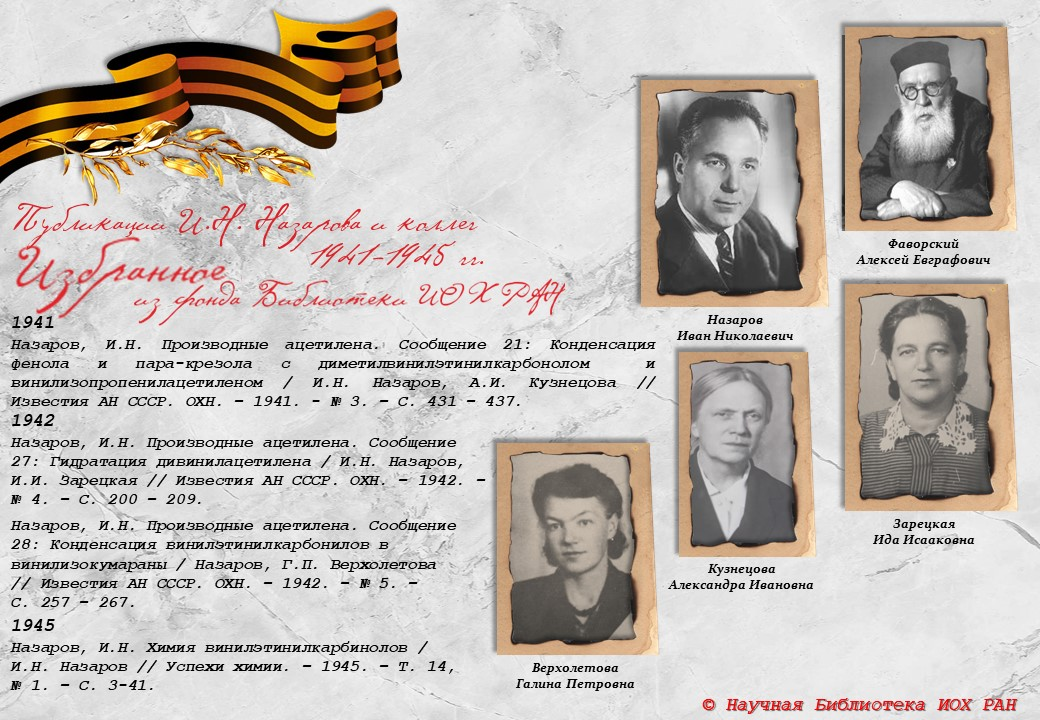 Публикации И.Н. Назарова и коллег
1941-1945 гг.
Избранное
из фонда Библиотеки ИОХ РАН
1941
Назаров, И.Н. Производные ацетилена. Сообщение 21: Конденсация
фенола и пара-крезола с диметилвинилэтинилкарбонолом и
винилизопропенилацетиленом / И.Н. Назаров, А.И. Кузнецова //
Известия АН СССР. ОХН. – 1941. - № 3. – С. 431 – 437.
1942
Назаров, И.Н. Производные ацетилена. Сообщение
27: Гидратация дивинилацетилена / И.Н. Назаров,
И.И. Зарецкая // Известия АН СССР. ОХН. – 1942. –
№ 4. – С. 200 – 209.
Назаров, И.Н. Производные ацетилена. Сообщение
28: Конденсация винилэтинилкарбонилов в
винилизокумараны / Назаров, Г.П. Верхолетова
// Известия АН СССР. ОХН. – 1942. – № 5. –
С. 257 – 267.
1945
Назаров, И.Н. Химия винилэтинилкарбинолов /
И.Н. Назаров // Успехи химии. – 1945. – Т. 14,
№ 1. – С. 3-41.
Фаворский
Алексей Евграфович
Назаров
Иван Николаевич
Зарецкая
Ида Исааковна
Кузнецова
Александра Ивановна
Верхолетова
Галина Петровна
© Научная Библиотека ИОХ РАН